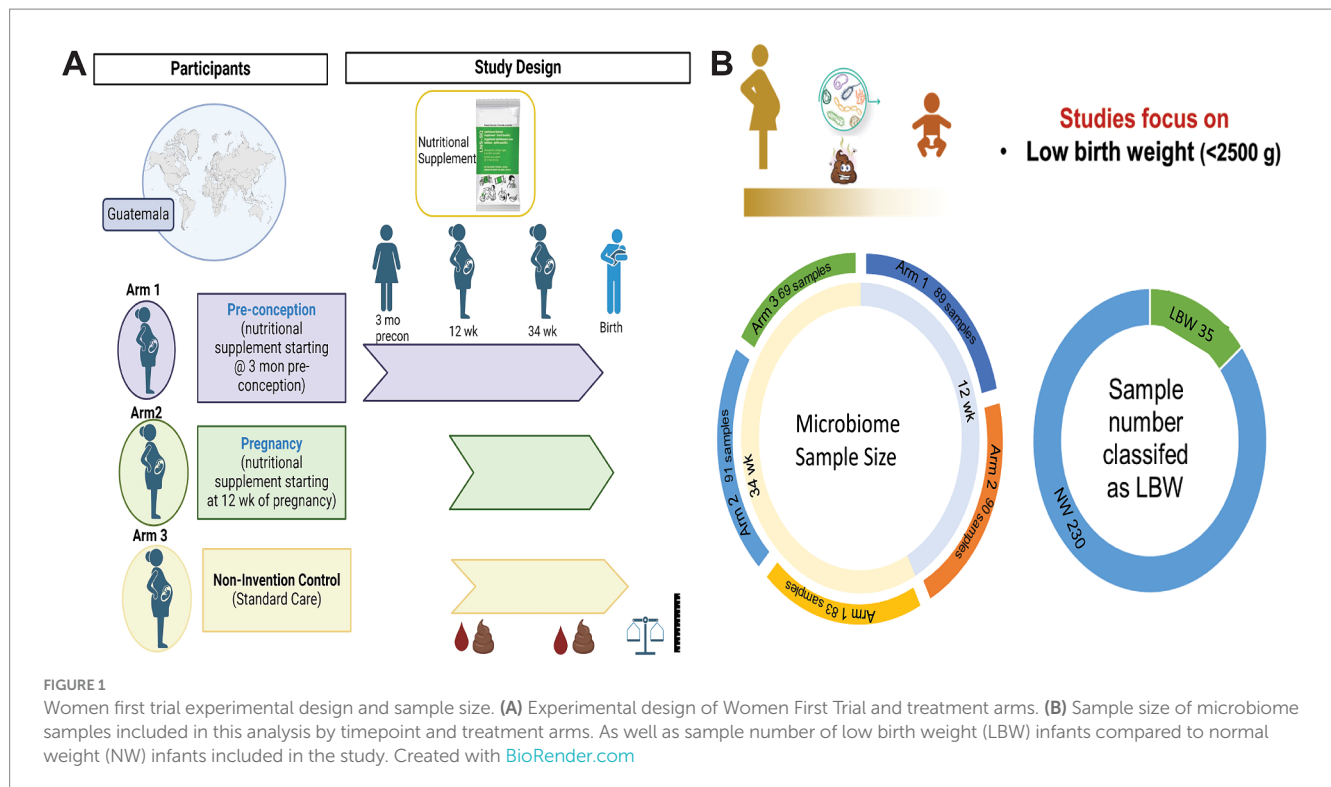 A
Participants
Study Design
Guatemala
Nutritional
Supplement
3 mo
precon
12 wk
34 wk
Birth
Arm 1
Pre-conception
(nutritional
supplement starting
@ 3 mon pre-
conception)
Arm2
Pregnancy
(nutritional
supplement starting
at 12 wk of pregnancy)
Arm 3
Non-Invention Control
(Standard Care)
B
Studies focus on
• Low birth weight (<2500 g)
Arm 3 69 samples
Arm 1 89 samples
12 wk
Arm 2 90 samples
Arm 1 83 samples
Arm 2 91 samples
34 wk
Microbiome
Sample Size
LBW 35
NW 230
Sample
number
classifed
as LBW
FIGURE 1
Women first trial experimental design and sample size. (A) Experimental design of Women First Trial and treatment arms. (B) Sample size of microbiome
samples included in this analysis by timepoint and treatment arms. As well as sample number of low birth weight (LBW) infants compared to normal
weight (NW) infants included in the study. Created with BioRender.com